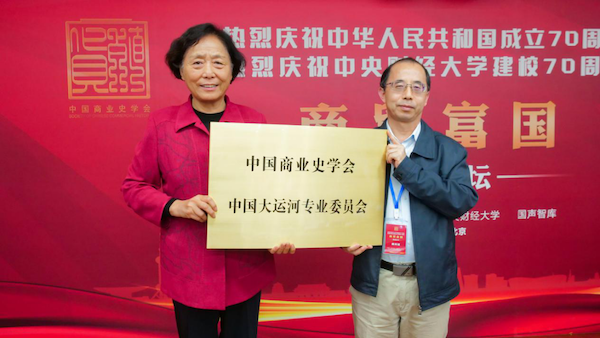 热烈庆祝中华人民共和国成立70周
热烈庆祝中央财经大学建校70周
中国商业史学会
富国
坛
中国商业史学会
中国大运河专业委员会
财经大学 国声智库
北京